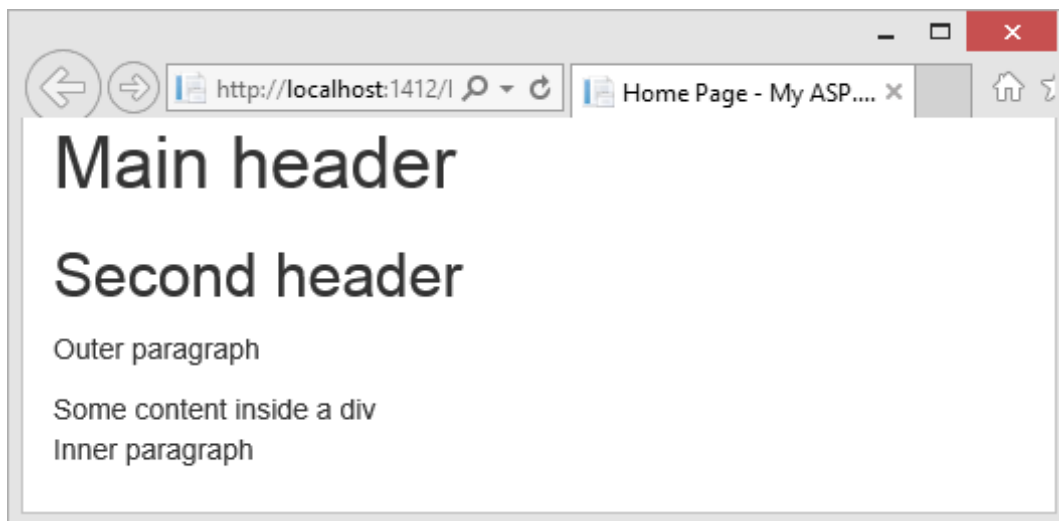 http://localhost:1412/l
Home Page - My ASP....
Main header
Second header
Outer paragraph
Some content inside a div
Inner paragraph